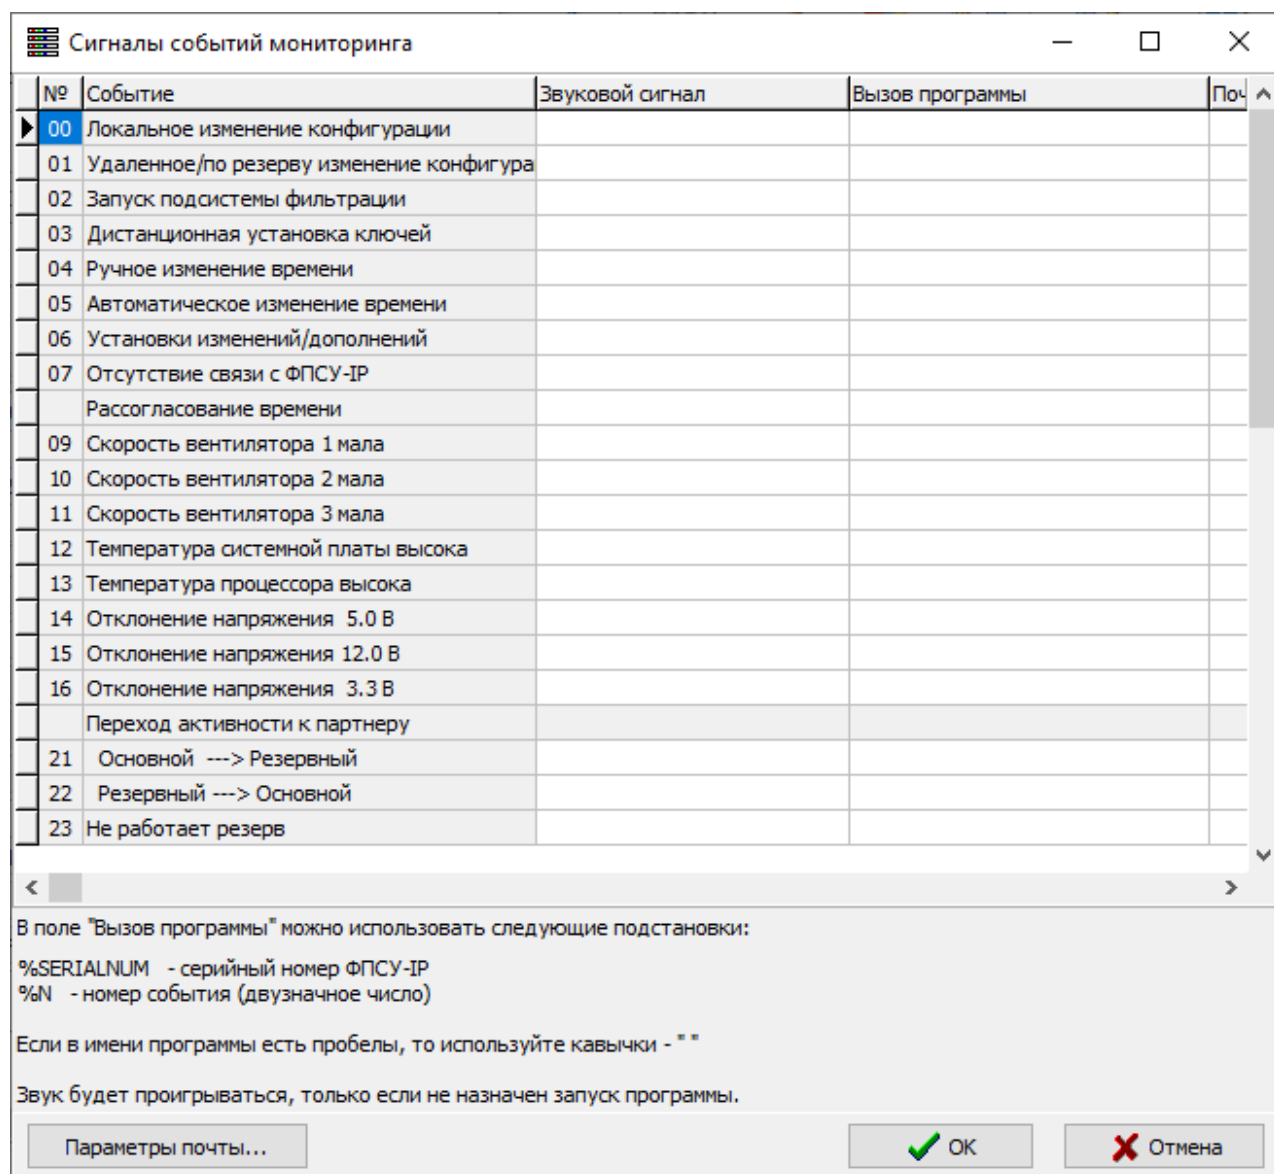 Сигналы событий мониторинга
№ Событие Звуковой сигнал Вызов программы Поч
00 Локальное изменение конфигурации
01 Удаленное/по резерву изменение конфигура
02 Запуск подсистемы фильтрации
03 Дистанционная установка ключей
04 Ручное изменение времени
05 Автоматическое изменение времени
06 Установки изменений/дополнений
07 Отсутствие связи с ФПСУ-IP
Рассогласование времени
09 Скорость вентилятора 1 мала
10 Скорость вентилятора 2 мала
11 Скорость вентилятора 3 мала
12 Температура системной платы высока
13 Температура процессора высока
14 Отклонение напряжения 5.0 В
15 Отклонение напряжения 12.0 В
16 Отклонение напряжения 3.3 В
Переход активности к партнеру
21 Основной ---> Резервный
22 Резервный ---> Основной
23 Не работает резерв
В поле "Вызов программы" можно использовать следующие подстановки:
%SERIALNUM - серийный номер ФПСУ-IP
%N - номер события (двузначное число)
Если в имени программы есть пробелы, то используйте кавычки - " "
Звук будет проигрываться, только если не назначен запуск программы.
Параметры почты... ОК Отмена